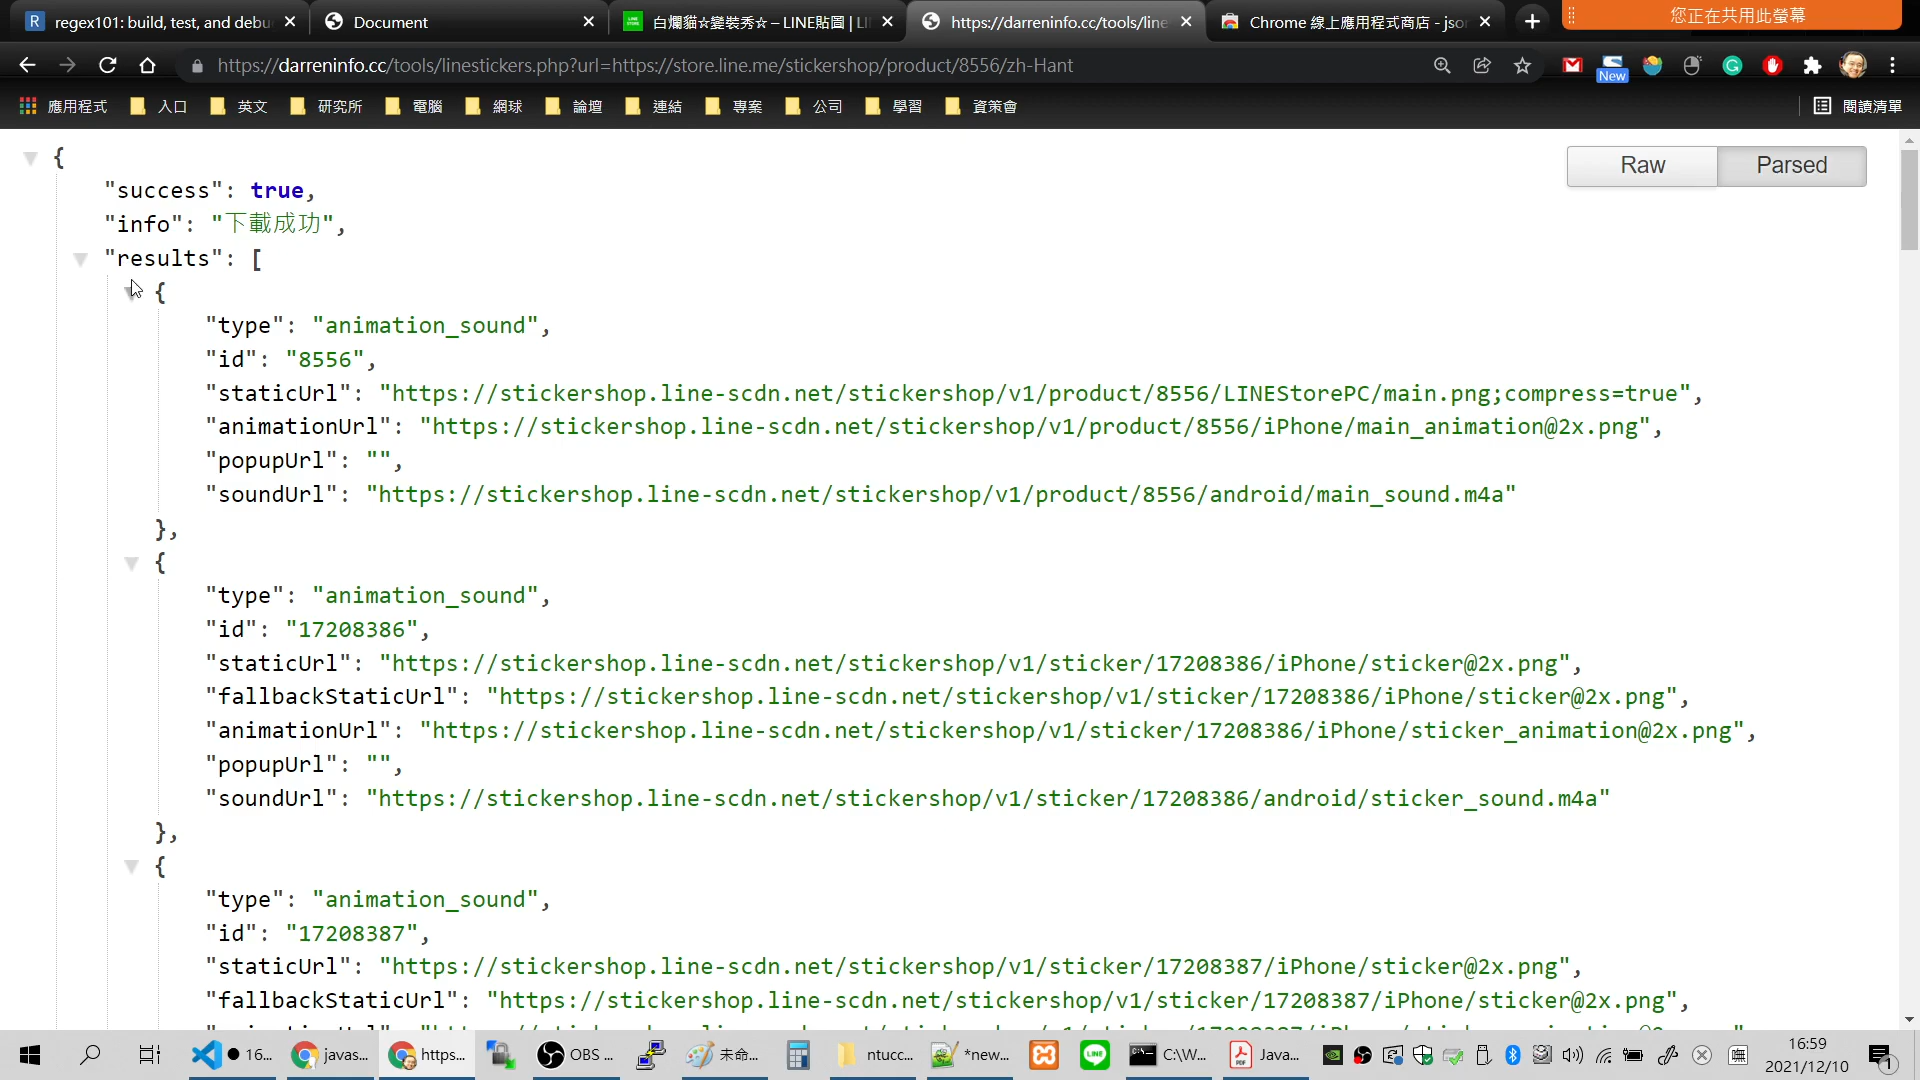 regex101: build, test, and debu
Document
白爛貓☆變裝秀☆ – LINE貼圖 | LI
https://darreninfo.cc/tools/line
Chrome 線上應用程式商店 - jso
您正在共用此螢幕
https://darreninfo.cc/tools/linestickers.php?url=https://store.line.me/stickershop/product/8556/zh-Hant
New
應用程式
入口
英文
研究所
電腦
網球
論壇
連結
專案
公司
學習
資策會
閱讀清單
Raw
Parsed
{
"success": true,
"info": "下載成功",
"results": [
{
"type": "animation_sound",
"id": "8556",
"staticUrl": "https://stickershop.line-scdn.net/stickershop/v1/product/8556/LINEStorePC/main.png;compress=true",
"animationUrl": "https://stickershop.line-scdn.net/stickershop/v1/product/8556/iPhone/main_animation@2x.png",
"popupUrl": "",
"soundUrl": "https://stickershop.line-scdn.net/stickershop/v1/product/8556/android/main_sound.m4a"
},
{
"type": "animation_sound",
"id": "17208386",
"staticUrl": "https://stickershop.line-scdn.net/stickershop/v1/sticker/17208386/iPhone/sticker@2x.png",
"fallbackStaticUrl": "https://stickershop.line-scdn.net/stickershop/v1/sticker/17208386/iPhone/sticker@2x.png",
"animationUrl": "https://stickershop.line-scdn.net/stickershop/v1/sticker/17208386/iPhone/sticker_animation@2x.png",
"popupUrl": "",
"soundUrl": "https://stickershop.line-scdn.net/stickershop/v1/sticker/17208386/android/sticker_sound.m4a"
},
{
"type": "animation_sound",
"id": "17208387",
"staticUrl": "https://stickershop.line-scdn.net/stickershop/v1/sticker/17208387/iPhone/sticker@2x.png",
"fallbackStaticUrl": "https://stickershop.line-scdn.net/stickershop/v1/sticker/17208387/iPhone/sticker@2x.png",
● 16...
javas...
https...
OBS ...
未命...
ntucc...
*new...
LINE
C:\W...
Java...
16:59
2021/12/10
1